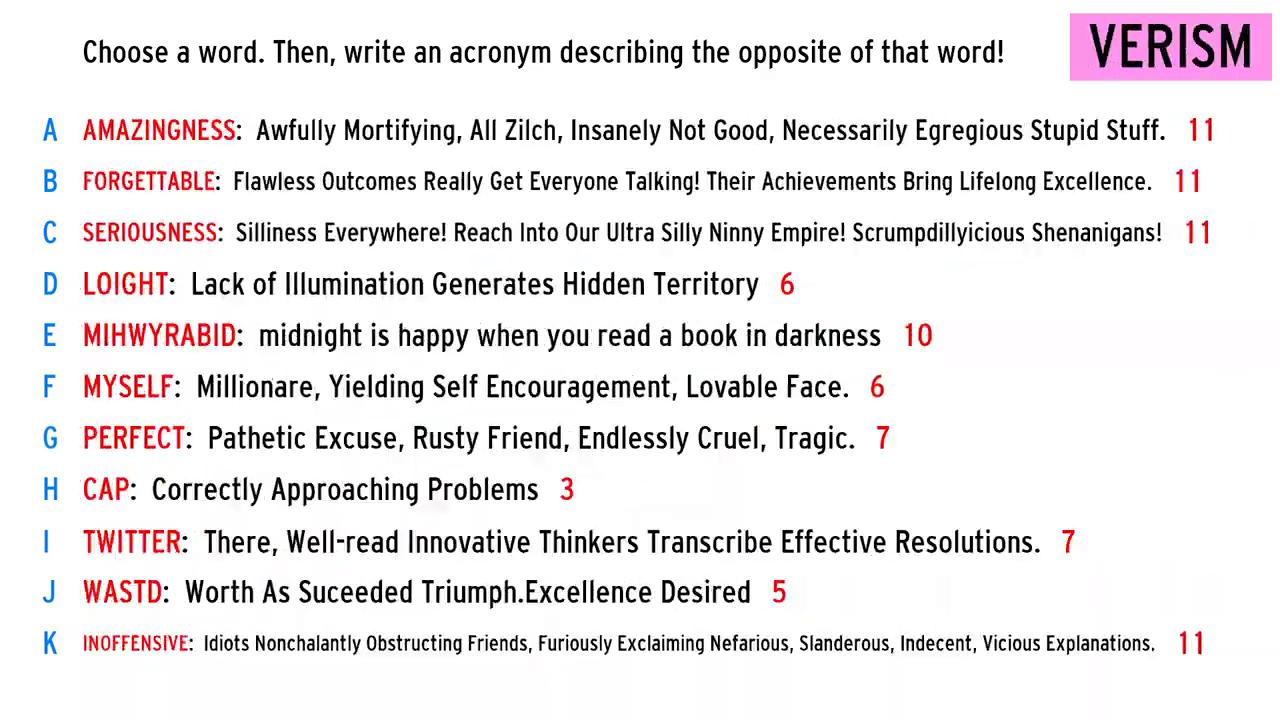 Choose a word. Then, write an acronym describing the opposite of that word!
VERISM
A AMAZINGNESS: Awfully Mortifying, All Zilch, Insanely Not Good, Necessarily Egregious Stupid Stuff. 11
B FORGETTABLE: Flawless Outcomes Really Get Everyone Talking! Their Achievements Bring Lifelong Excellence. 11
C SERIOUSNESS: Silliness Everywhere! Reach Into Our Ultra Silly Ninny Empire! Scrumpdillyicious Shenanigans! 11
D LOIGHT: Lack of Illumination Generates Hidden Territory 6
E MIHWYRABID: midnight is happy when you read a book in darkness 10
F MYSELF: Millionare, Yielding Self Encouragement, Lovable Face. 6
G PERFECT: Pathetic Excuse, Rusty Friend, Endlessly Cruel, Tragic. 7
H CAP: Correctly Approaching Problems 3
I TWITTER: There, Well-read Innovative Thinkers Transcribe Effective Resolutions. 7
J WASTD: Worth As Suceeded Triumph.Excellence Desired 5
K INOFFENSIVE: Idiots Nonchalantly Obstructing Friends, Furiously Exclaiming Nefarious, Slanderous, Indecent, Vicious Explanations. 11